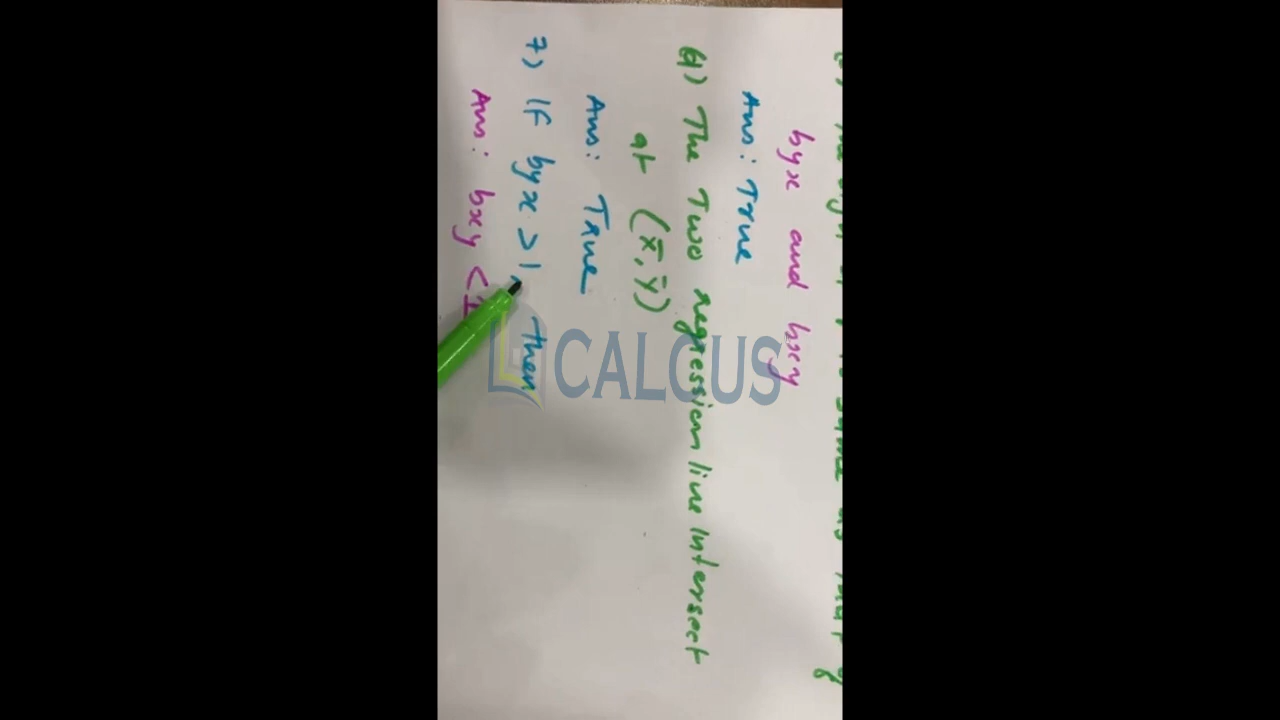 byx and bxy
Ans: True
6) The Two regression line Intersect
at (x̄, ȳ)
Ans: True
7) If byx >1, then
Ans: bxy <1
CALCUS